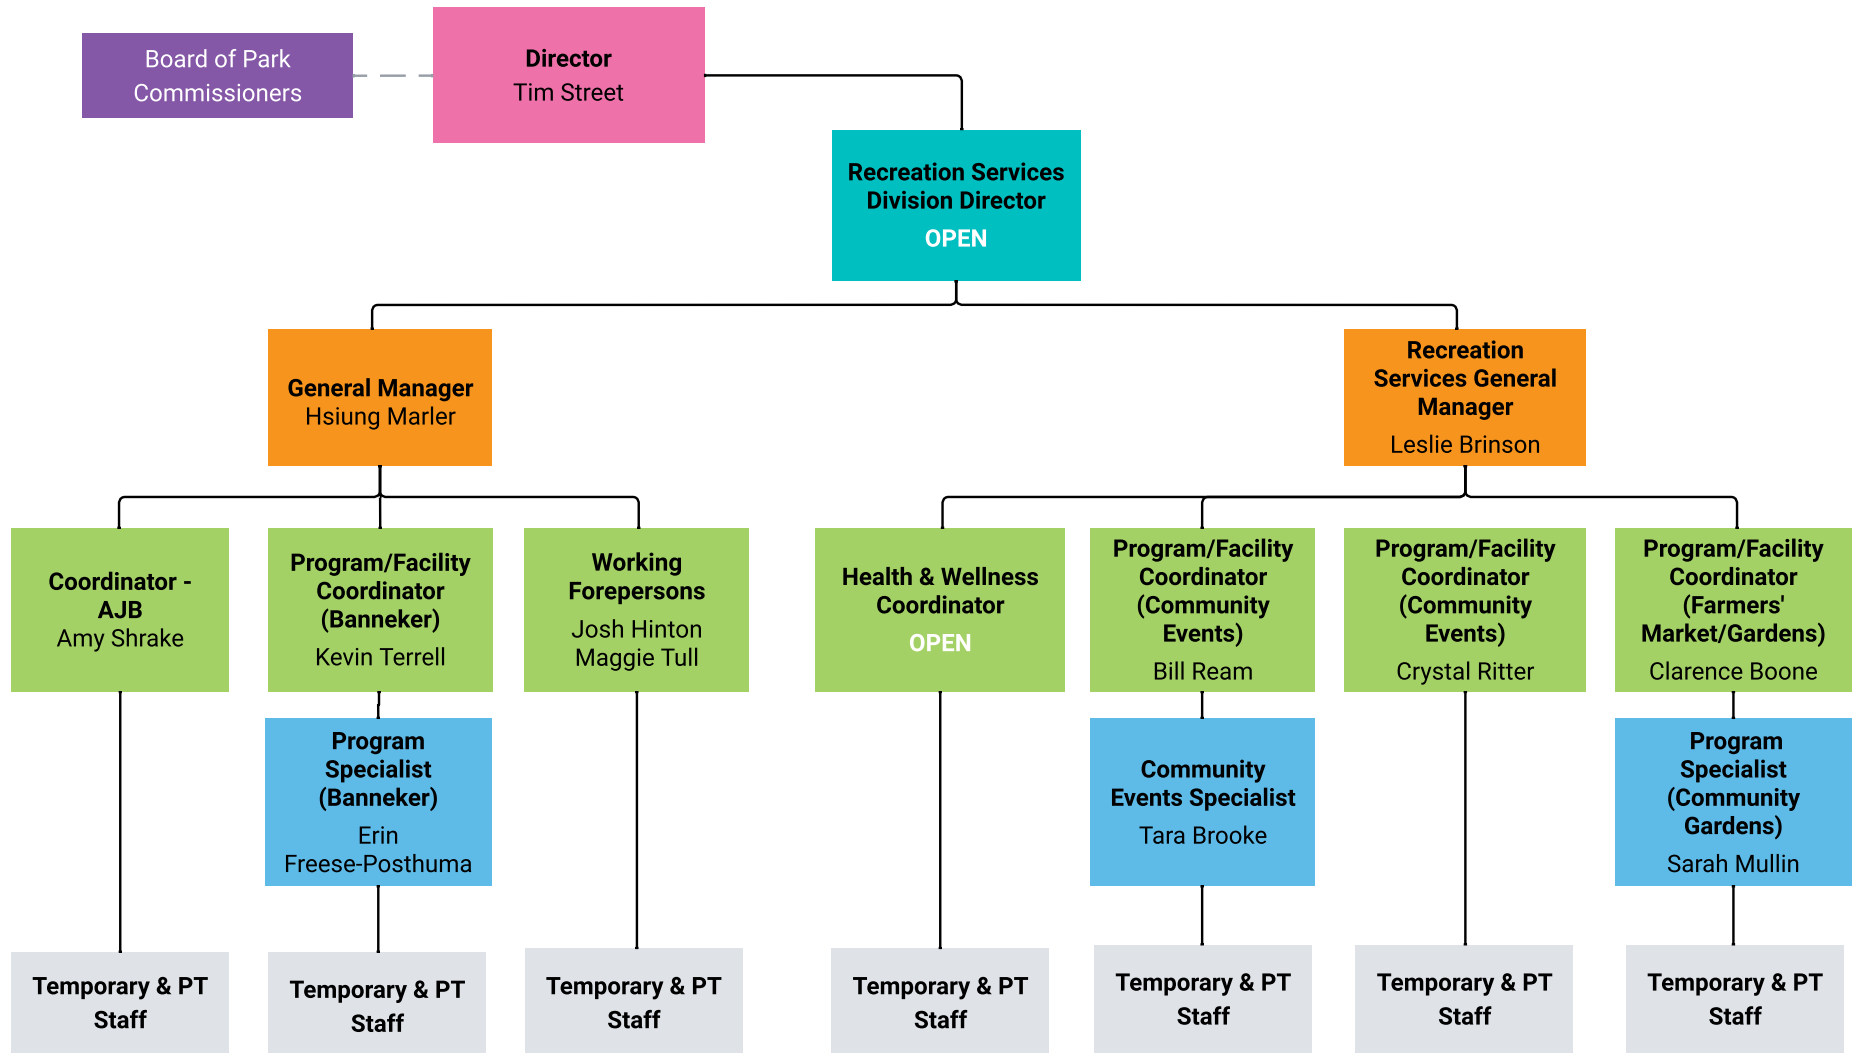 Board of Park
Commissioners
Director
Tim Street
Recreation Services
Division Director
OPEN
General Manager
Hsiung Marler
Recreation
Services General
Manager
Leslie Brinson
Coordinator -
AJB
Amy Shrake
Program/Facility
Coordinator
(Banneker)
Kevin Terrell
Working
Forepersons
Josh Hinton
Maggie Tull
Health & Wellness
Coordinator
OPEN
Program/Facility
Coordinator
(Community
Events)
Bill Ream
Program/Facility
Coordinator
(Community
Events)
Crystal Ritter
Program/Facility
Coordinator
(Farmers'
Market/Gardens)
Clarence Boone
Program
Specialist
(Banneker)
Erin
Freese-Posthuma
Community
Events Specialist
Tara Brooke
Program
Specialist
(Community
Gardens)
Sarah Mullin
Temporary & PT
Staff
Temporary & PT
Staff
Temporary & PT
Staff
Temporary & PT
Staff
Temporary & PT
Staff
Temporary & PT
Staff
Temporary & PT
Staff